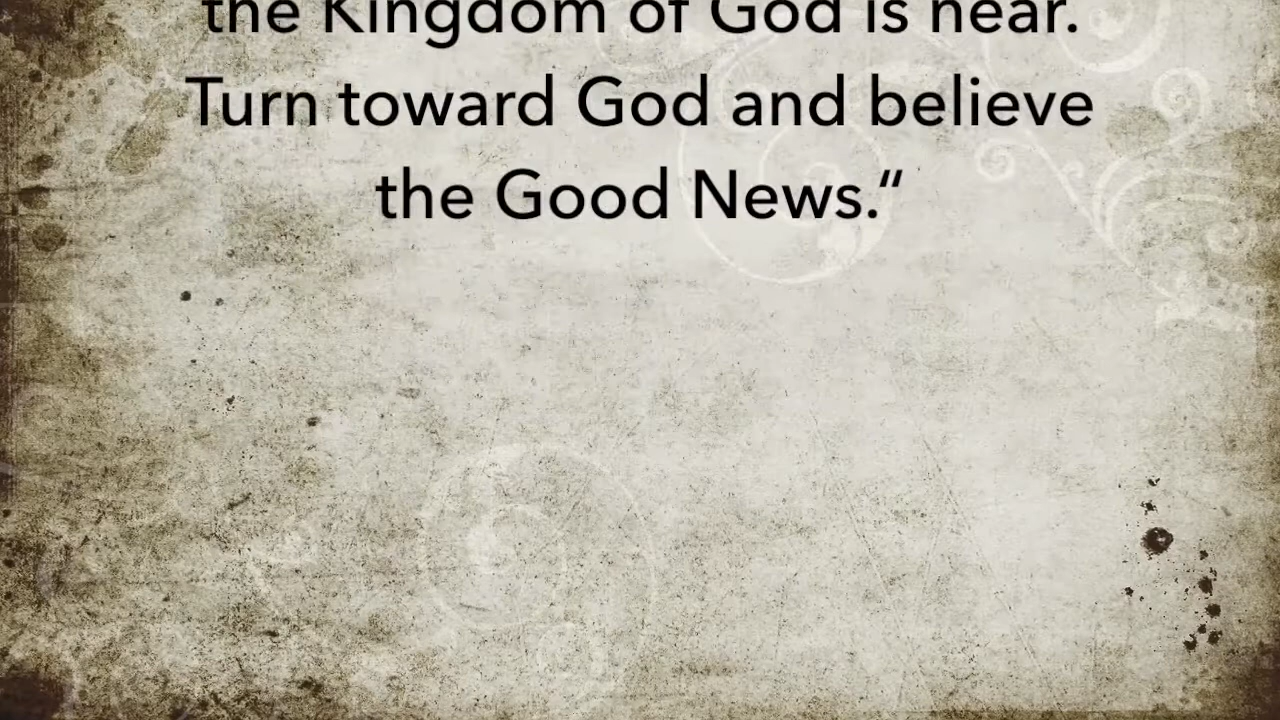 the Kingdom of God is near.
Turn toward God and believe
the Good News.“